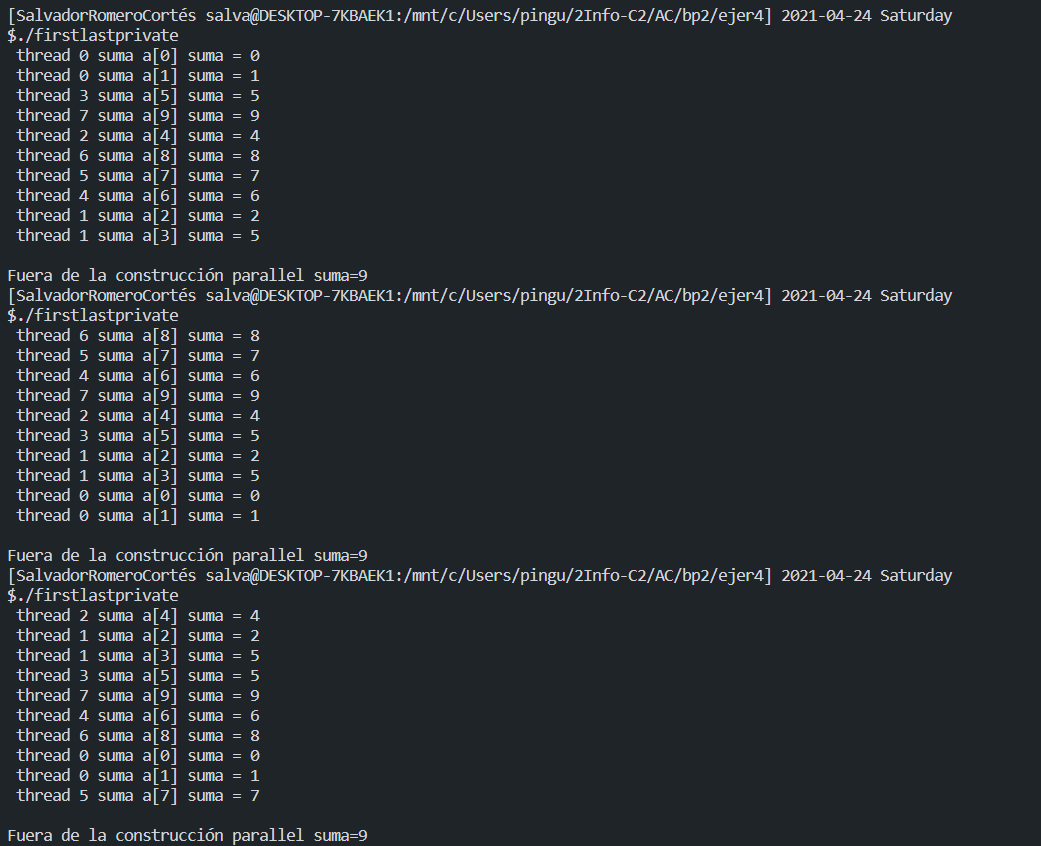 [SalvadorRomeroCortés salva@DESKTOP-7KBAEK1:/mnt/c/Users/pingu/2Info-C2/AC/bp2/ejer4] 2021-04-24 Saturday
$./firstlastprivate
thread 0 suma a[0] suma = 0
thread 0 suma a[1] suma = 1
thread 3 suma a[5] suma = 5
thread 7 suma a[9] suma = 9
thread 2 suma a[4] suma = 4
thread 6 suma a[8] suma = 8
thread 5 suma a[7] suma = 7
thread 4 suma a[6] suma = 6
thread 1 suma a[2] suma = 2
thread 1 suma a[3] suma = 5
Fuera de la construcción parallel suma=9
[SalvadorRomeroCortés salva@DESKTOP-7KBAEK1:/mnt/c/Users/pingu/2Info-C2/AC/bp2/ejer4] 2021-04-24 Saturday
$./firstlastprivate
thread 6 suma a[8] suma = 8
thread 5 suma a[7] suma = 7
thread 4 suma a[6] suma = 6
thread 7 suma a[9] suma = 9
thread 2 suma a[4] suma = 4
thread 3 suma a[5] suma = 5
thread 1 suma a[2] suma = 2
thread 1 suma a[3] suma = 5
thread 0 suma a[0] suma = 0
thread 0 suma a[1] suma = 1
Fuera de la construcción parallel suma=9
[SalvadorRomeroCortés salva@DESKTOP-7KBAEK1:/mnt/c/Users/pingu/2Info-C2/AC/bp2/ejer4] 2021-04-24 Saturday
$./firstlastprivate
thread 2 suma a[4] suma = 4
thread 1 suma a[2] suma = 2
thread 1 suma a[3] suma = 5
thread 3 suma a[5] suma = 5
thread 7 suma a[9] suma = 9
thread 4 suma a[6] suma = 6
thread 6 suma a[8] suma = 8
thread 0 suma a[0] suma = 0
thread 0 suma a[1] suma = 1
thread 5 suma a[7] suma = 7
Fuera de la construcción parallel suma=9